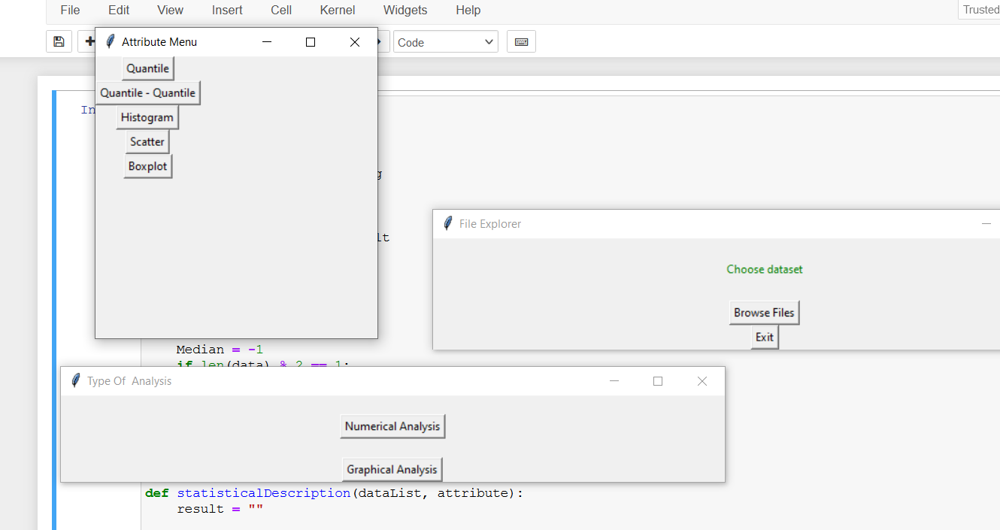 File Edit View Insert Cell Kernel Widgets Help
Trusted
Attribute Menu
Code
Quantile
Quantile - Quantile
In
Histogram
Scatter
Boxplot
g
File Explorer
lt
Choose dataset
Browse Files
Exit
Median = -1
if len(data) % 2 == 1:
Type Of  Analysis
Numerical Analysis
Graphical Analysis
def statisticalDescription(dataList, attribute):
result = ""